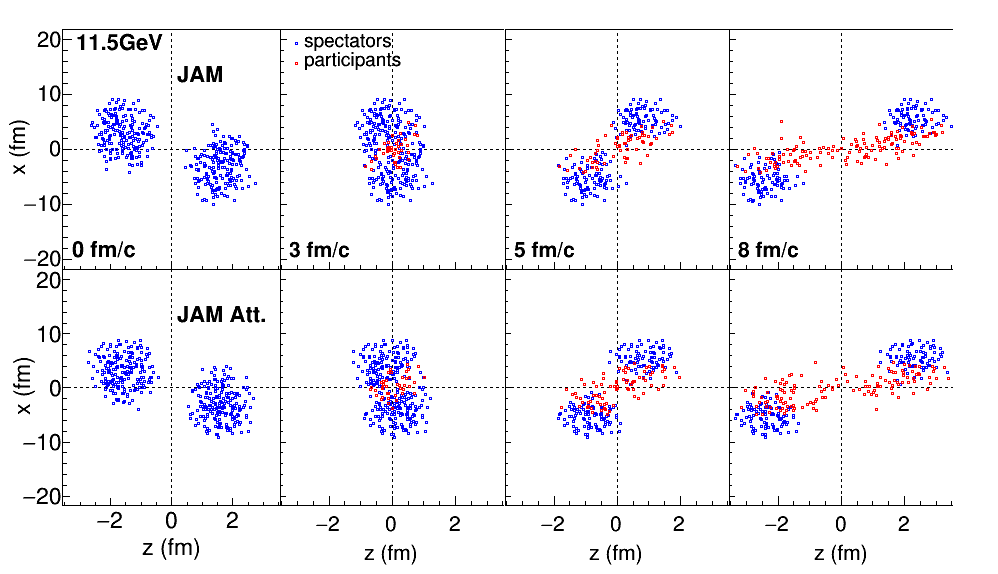 11.5GeV
JAM
spectators
participants
20
10
0
−10
−20
x (fm)
0 fm/c
3 fm/c
5 fm/c
8 fm/c
JAM Att.
20
10
0
−10
−20
x (fm)
−2 0 2
−2 0 2
−2 0 2
−2 0 2
z (fm)
z (fm)
z (fm)
z (fm)